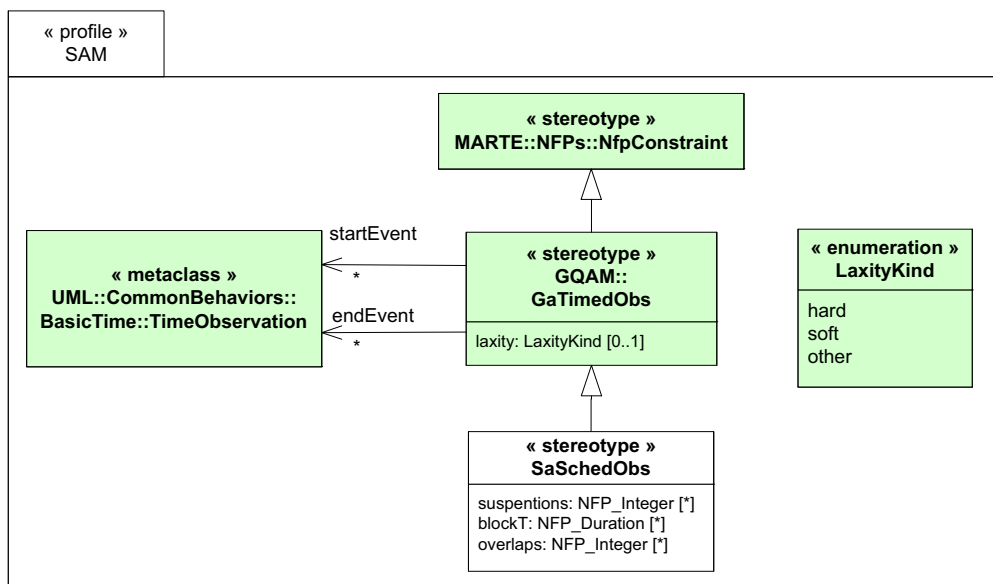 « profile »
SAM
« stereotype »
MARTE::NFPs::NfpConstraint
startEvent
*
« metaclass »
UML::CommonBehaviors::
BasicTime::TimeObservation
endEvent
*
« stereotype »
GQAM::
GaTimedObs
laxity: LaxityKind [0..1]
« enumeration »
LaxityKind
hard
soft
other
« stereotype »
SaSchedObs
suspentions: NFP_Integer [*]
blockT: NFP_Duration [*]
overlaps: NFP_Integer [*]